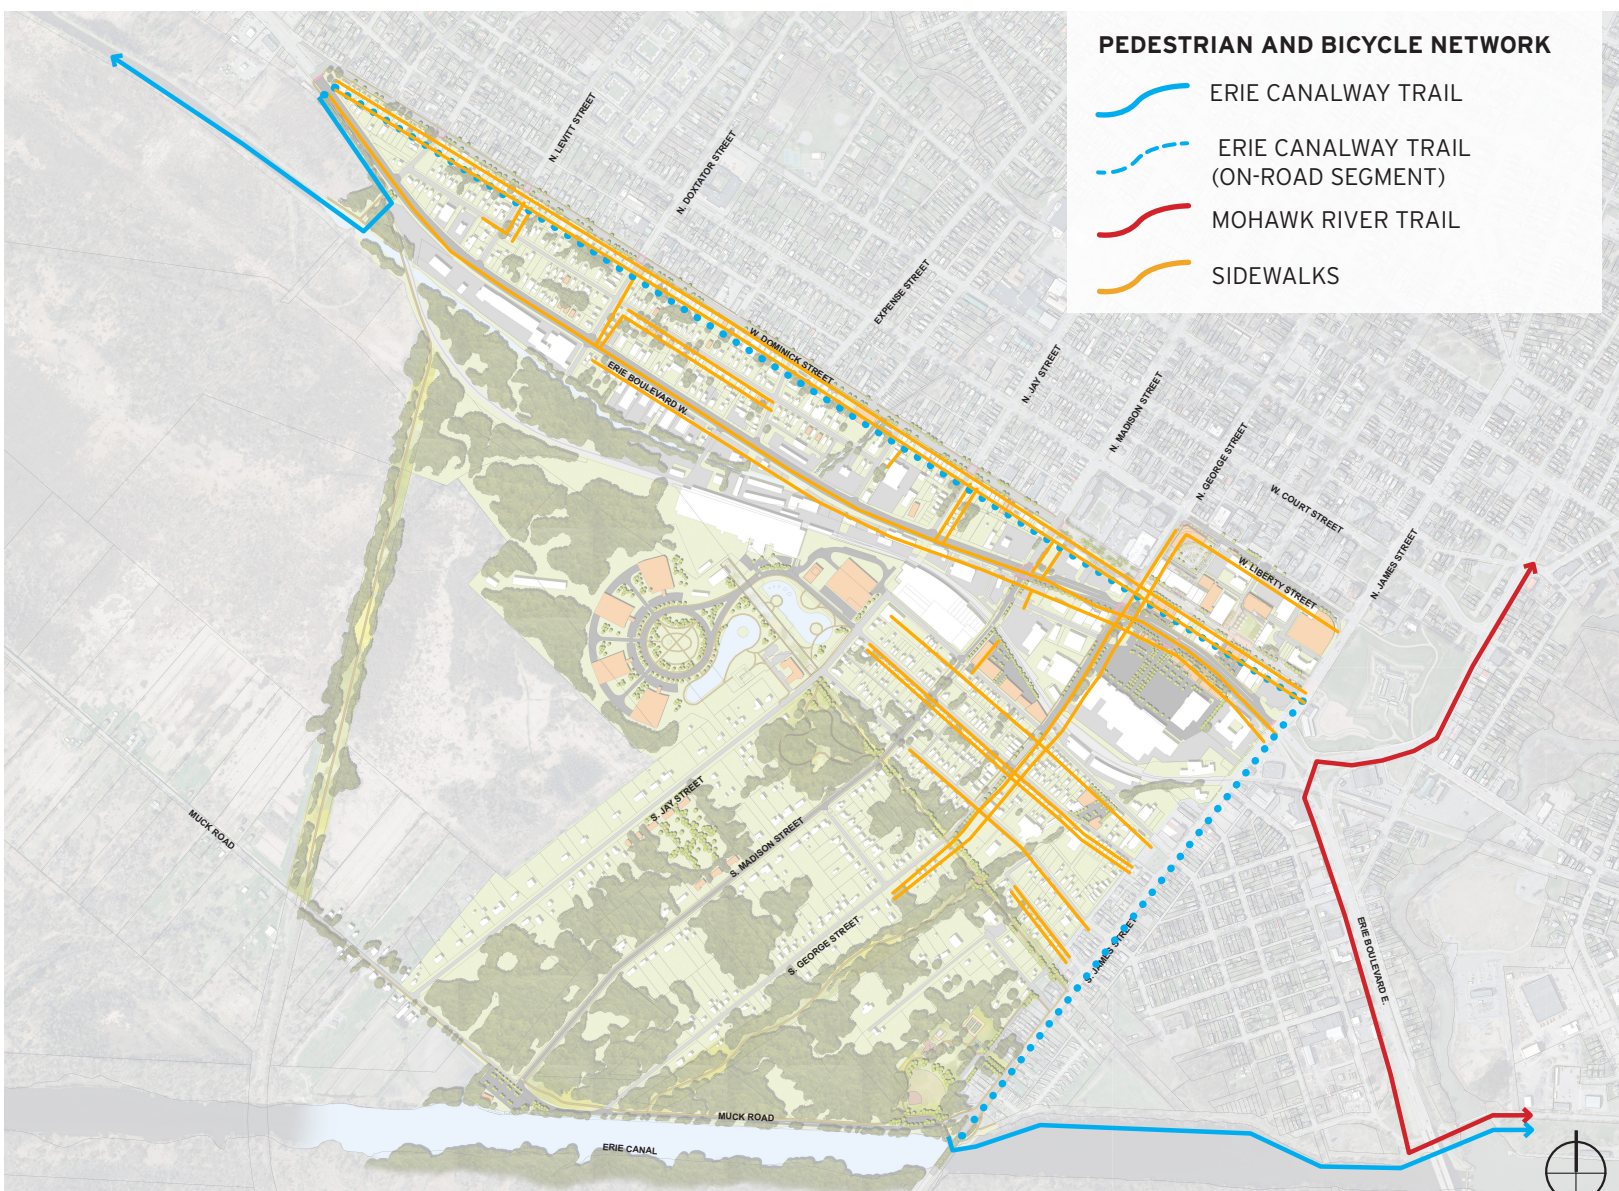 PEDESTRIAN AND BICYCLE NETWORK
ERIE CANALWAY TRAIL
ERIE CANALWAY TRAIL
(ON-ROAD SEGMENT)
MOHAWK RIVER TRAIL
SIDEWALKS
N. LEVITT STREET
N. DOXTATOR STREET
EXPENSE STREET
W. DOMINICK STREET
N. JAY STREET
N. MADISON STREET
ERIE BOULEVARD W.
N. GEORGE STREET
W. COURT STREET
N. JAMES STREET
W. LIBERTY STREET
S. JAY STREET
MUCK ROAD
S. MADISON STREET
S. GEORGE STREET
S. JAMES STREET
ERIE BOULEVARD E.
MUCK ROAD
ERIE CANAL